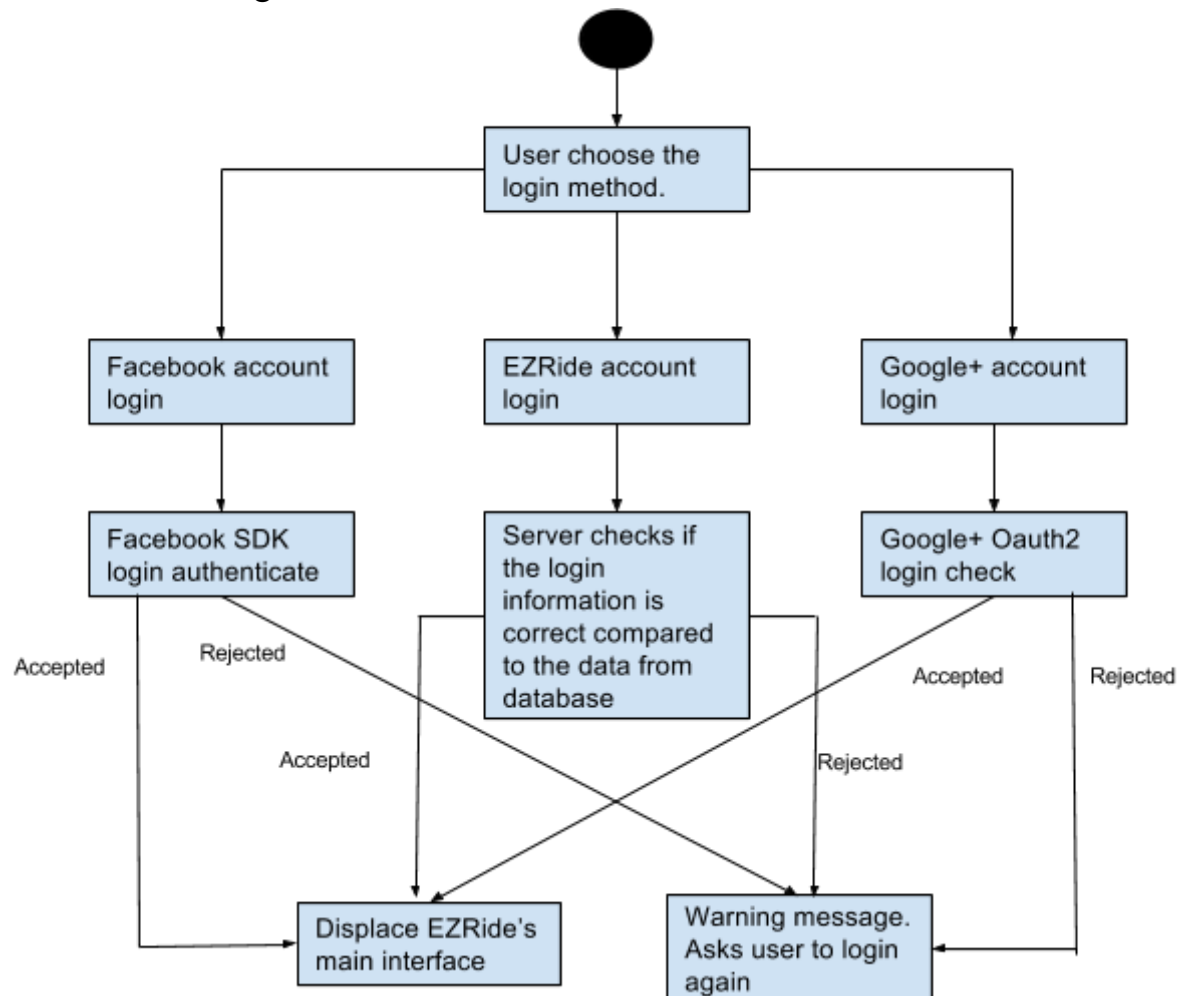 User choose the
login method.
Facebook account
login
EZRide account
login
Google+ account
login
Facebook SDK
login authenticate
Server checks if
the login
information is
correct compared
to the data from
database
Google+ Oauth2
login check
Accepted
Rejected
Accepted
Rejected
Accepted
Rejected
Displace EZRide's
main interface
Warning message.
Asks user to login
again